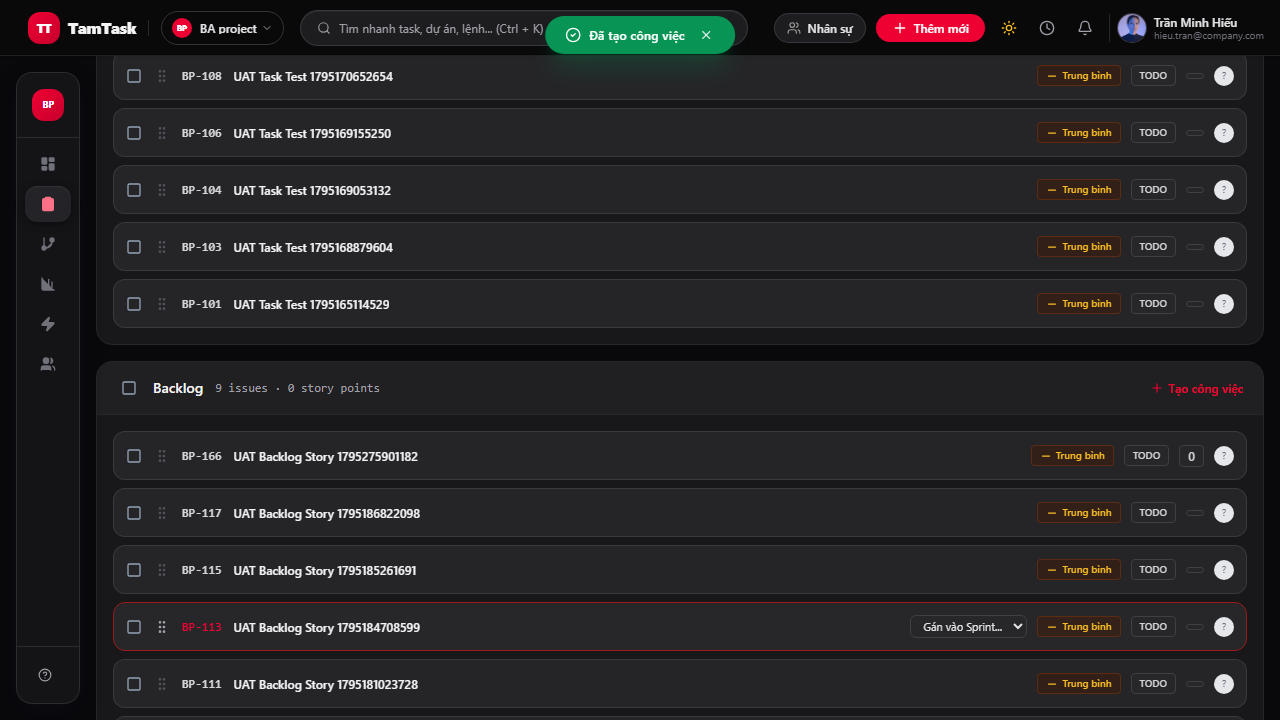 TT TamTask BP BA project Tìm nhanh task, dự án, lệnh... (Ctrl + K) Đã tạo công việc Nhân sự Thêm mới Trần Minh Hiếu
hieu.tran@company.com
BP
BP-108 UAT Task Test 1795170652654 Trung bình TODO ?
BP-106 UAT Task Test 1795169155250 Trung bình TODO ?
BP-104 UAT Task Test 1795169053132 Trung bình TODO ?
BP-103 UAT Task Test 1795168879604 Trung bình TODO ?
BP-101 UAT Task Test 1795165114529 Trung bình TODO ?
Backlog 9 issues · 0 story points + Tạo công việc
BP-166 UAT Backlog Story 1795275901182 Trung bình TODO 0 ?
BP-117 UAT Backlog Story 1795186822098 Trung bình TODO ?
BP-115 UAT Backlog Story 1795185261691 Trung bình TODO ?
BP-113 UAT Backlog Story 1795184708599 Gán vào Sprint... Trung bình TODO ?
BP-111 UAT Backlog Story 1795181023728 Trung bình TODO ?